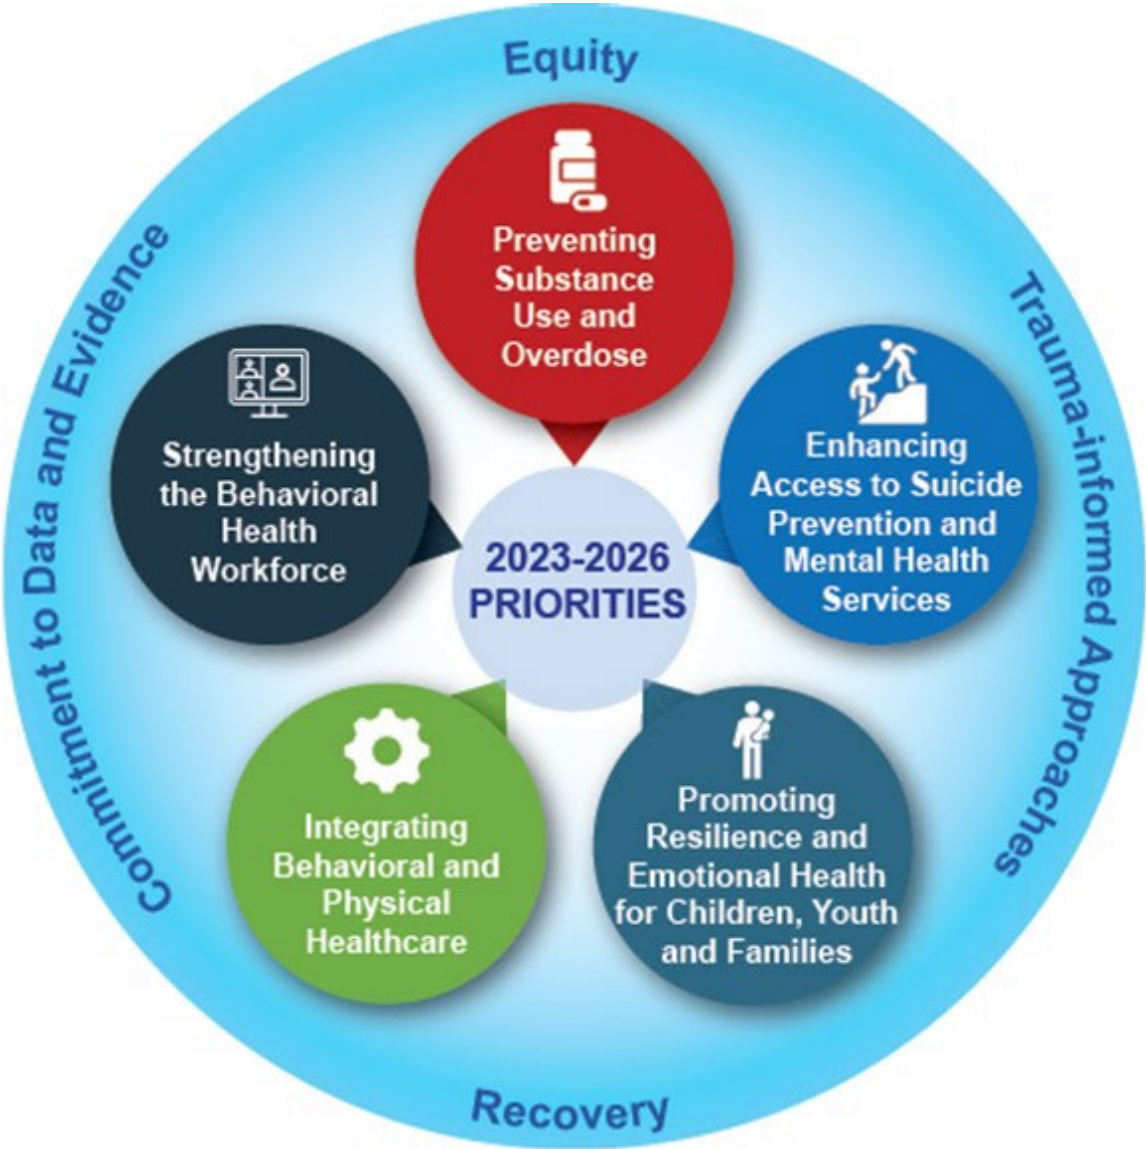 Equity
Preventing
Substance
Use and
Overdose
Enhancing
Access to Suicide
Prevention and
Mental Health
Services
Promoting
Resilience and
Emotional Health
for Children, Youth
and Families
Integrating
Behavioral and
Physical
Healthcare
Strengthening
the Behavioral
Health
Workforce
2023-2026
PRIORITIES
Trauma-informed Approaches
Recovery
Commitment to Data and Evidence